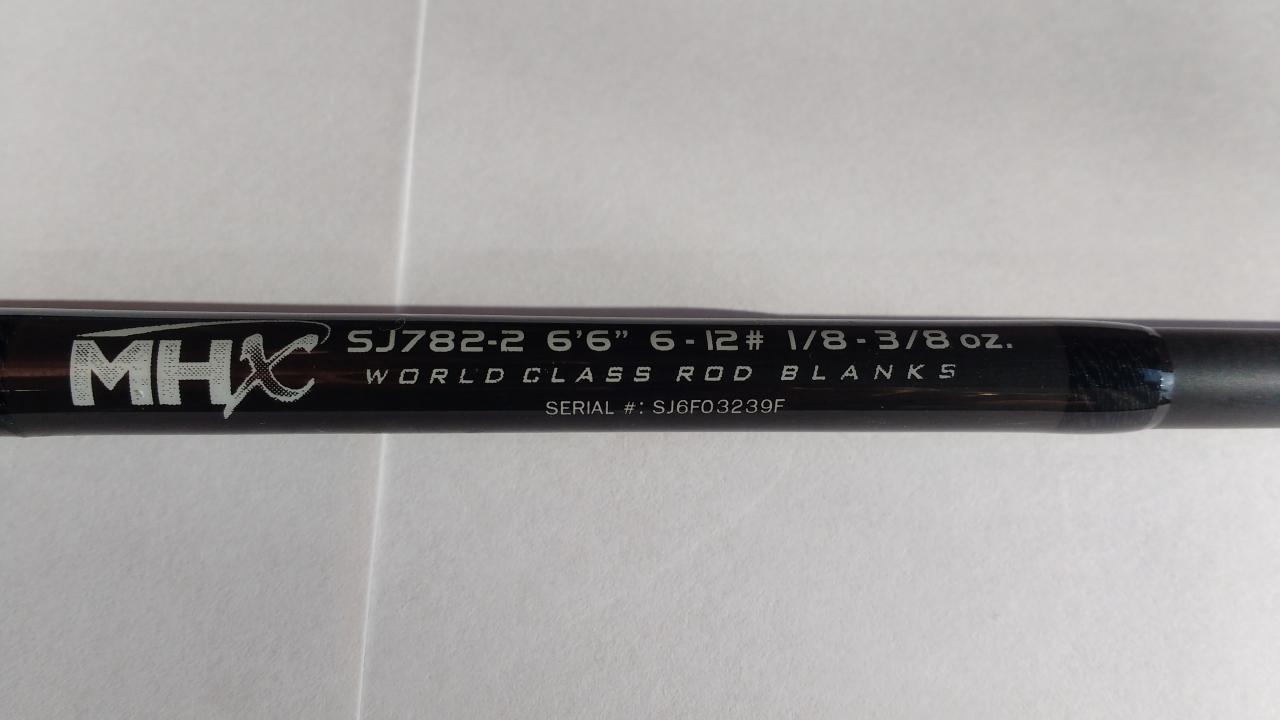 MHX
SJ782-2 6'6" 6-12# 1/8-3/8 oz.
WORLD CLASS ROD BLANKS
SERIAL #: SJ6F03239F